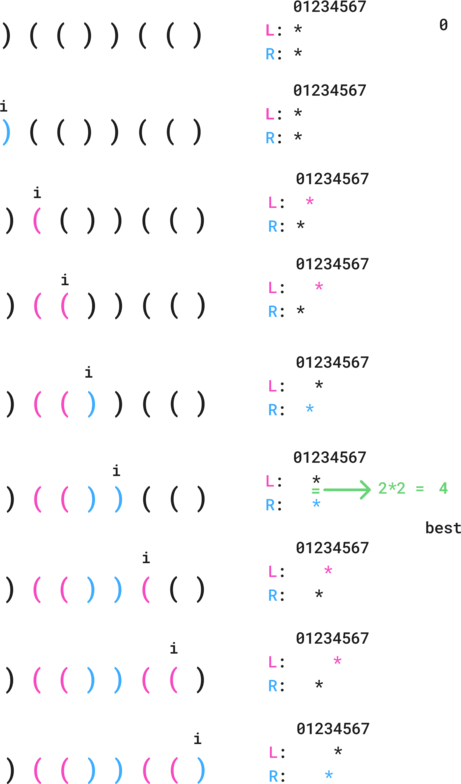 01234567
0
) ( ( ) ) ( ( )
L: *
R: *
i
01234567
) ( ( ) ) ( ( )
L: *
R: *
i
01234567
) ( ( ) ) ( ( )
L: *
R: *
i
01234567
) ( ( ) ) ( ( )
L: *
R: *
i
01234567
) ( ( ) ) ( ( )
L: *
R: *
i
01234567
) ( ( ) ) ( ( )
L: *
= 2*2 = 4
R: *
best
i
01234567
) ( ( ) ) ( ( )
L: *
R: *
i
01234567
) ( ( ) ) ( ( )
L: *
R: *
i
01234567
) ( ( ) ) ( ( )
L: *
R: *